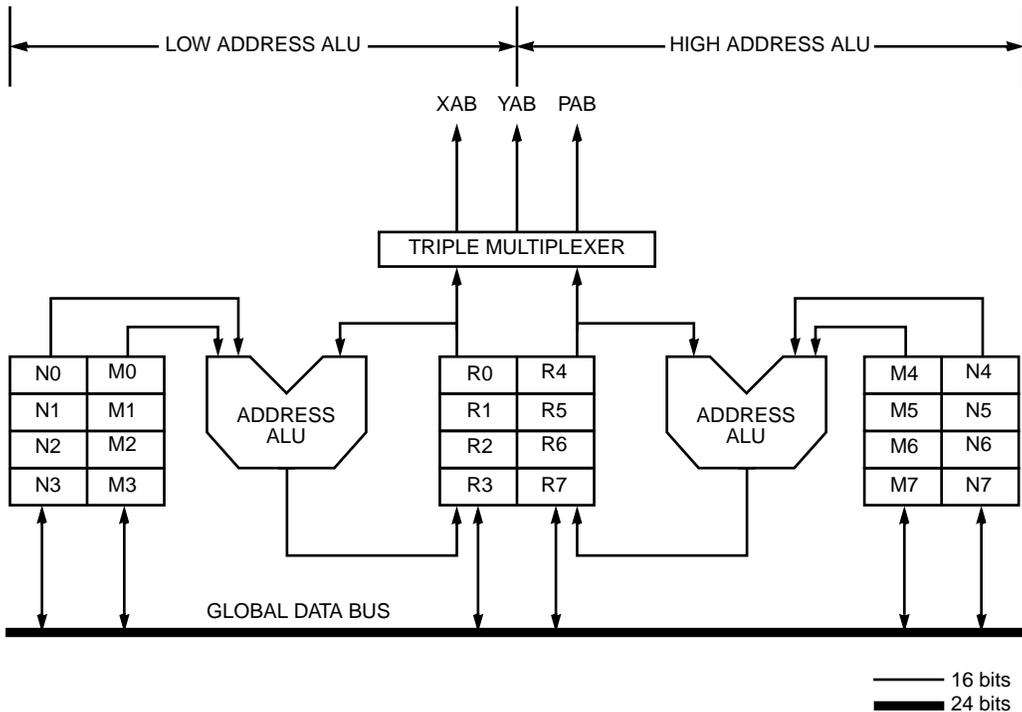 LOW ADDRESS ALU
HIGH ADDRESS ALU
XAB YAB PAB
TRIPLE MULTIPLEXER
N0 M0
N1 M1
N2 M2
N3 M3
ADDRESS
ALU
R0 R4
R1 R5
R2 R6
R3 R7
ADDRESS
ALU
M4 N4
M5 N5
M6 N6
M7 N7
GLOBAL DATA BUS
16 bits
24 bits